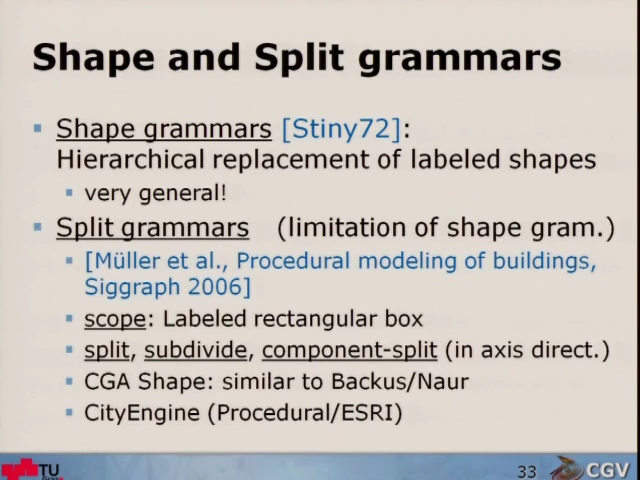 Shape and Split grammars
Shape grammars [Stiny72]:
Hierarchical replacement of labeled shapes
very general!
Split grammars (limitation of shape gram.)
[Müller et al., Procedural modeling of buildings,
Siggraph 2006]
scope: Labeled rectangular box
split, subdivide, component-split (in axis direct.)
CGA Shape: similar to Backus/Naur
CityEngine (Procedural/ESRI)
TU
33
CGV